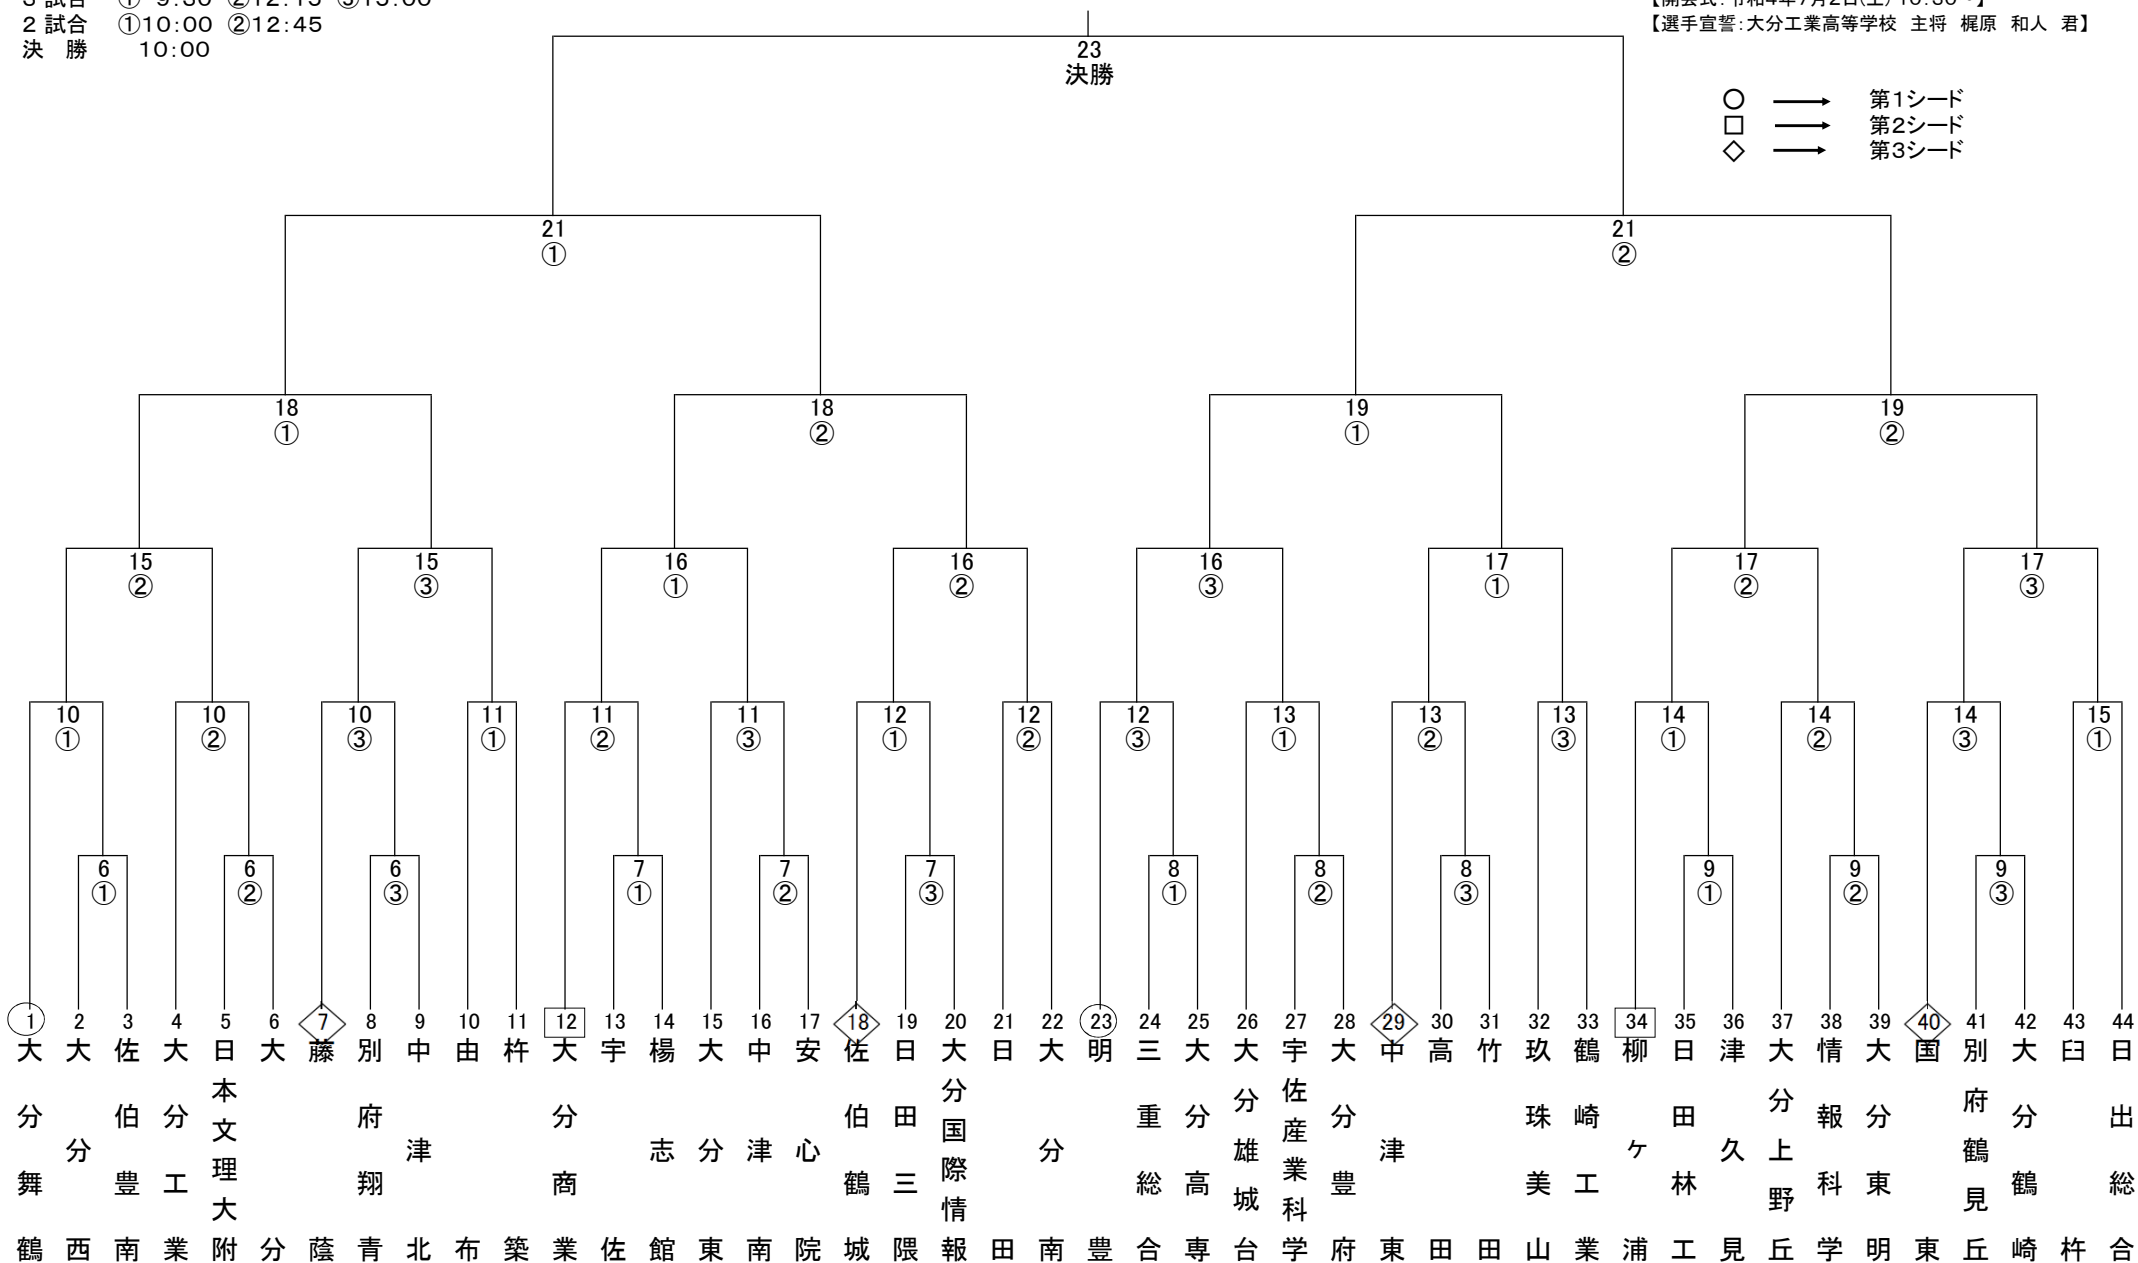 2試合 ①10:00 ②12:45
決 勝 10:00
【選手宣誓:大分工業高等学校 主将 梶原 和人 君】
23
決勝
○ → 第1シード
□ → 第2シード
◇ → 第3シード
21 21
① ②
18 18 19 19
① ② ① ②
15 15 16 16 16 17 17 17
② ③ ① ② ③ ① ② ③
10 10 10 11 11 11 12 12 12 13 13 13 14 14 14 15
① ② ③ ① ② ③ ① ② ③ ① ② ③ ① ② ③ ①
6 6 6 7 7 7 8 8 8 9 9 9
① ② ③ ① ② ③ ① ② ③ ① ② ③
1 大分舞鶴
2 大分西
3 佐伯豊南
4 大分工業
5 日本文理大附
6 大分
7 藤蔭
8 別府翔青
9 中津北
10 由布
11 杵築
12 大分商業
13 宇佐
14 楊志館
15 大分東
16 中津南
17 安心院
18 佐伯鶴城
19 日田三隈
20 大分国際情報
21 日田
22 大分南
23 明豊
24 三重総合
25 大分高専
26 大分雄城台
27 宇佐産業科学
28 大分豊府
29 中津東
30 高田
31 竹田
32 玖珠美山
33 鶴崎工業
34 柳ヶ浦
35 日田林工
36 津久見
37 大分上野丘
38 情報科学
39 大分東明
40 国東
41 別府鶴見丘
42 大分鶴崎
43 臼杵
44 日出総合